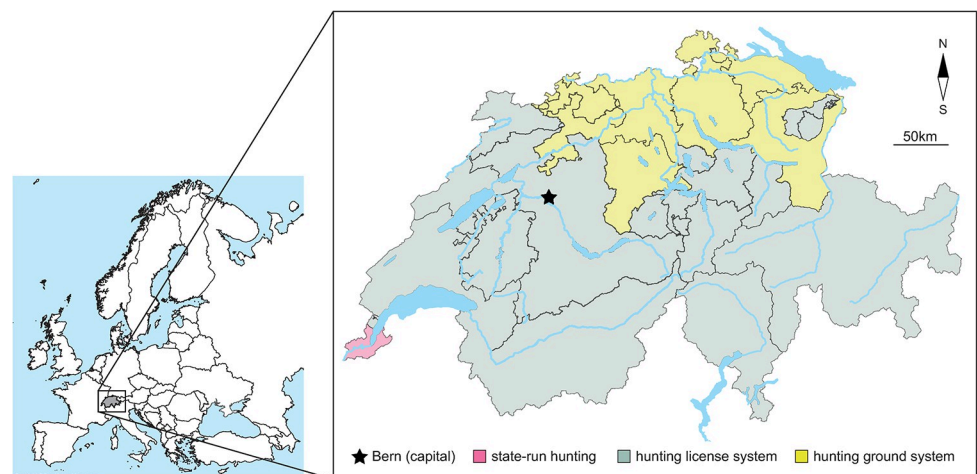 N
S
50km
Bern (capital) state-run hunting hunting license system hunting ground system